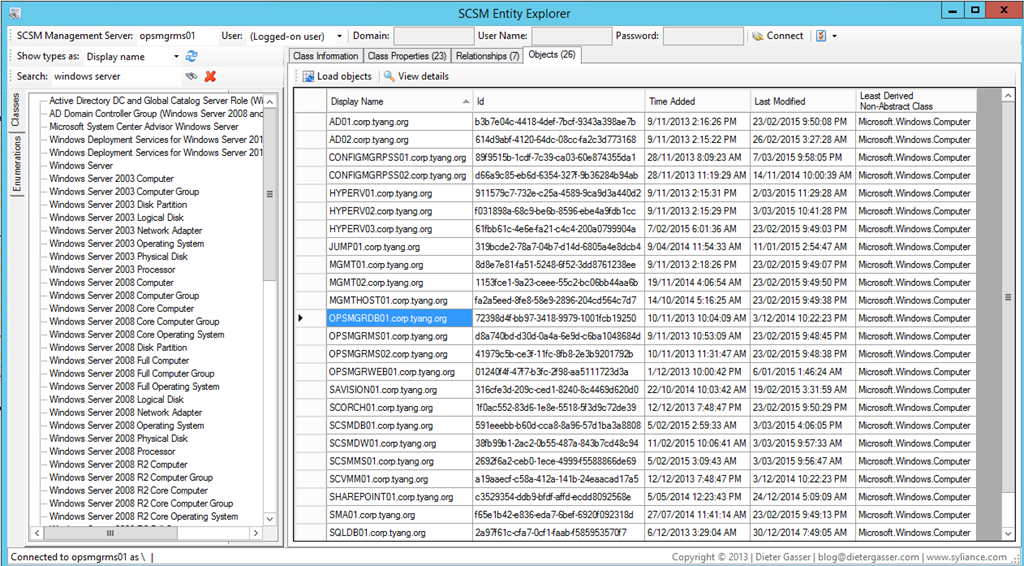 SCSM Entity Explorer
SCSM Management Server: opsmgrms01 User: (Logged-on user) Domain: User Name: Password: Connect
Show types as: Display name
Search: windows server
Classes
Enumerations
Active Directory DC and Global Catalog Server Role (Wi
AD Domain Controller Group (Windows 2008 and
Microsoft System Center Advisor Windows Server
Windows Deployment Services for Windows Server 201
Windows Deployment Services for Windows Server 201
Windows Server
Windows Server 2003 Computer
Windows Server 2003 Computer Group
Windows Server 2003 Disk Partition
Windows Server 2003 Logical Disk
Windows Server 2003 Network Adapter
Windows Server 2003 Operating System
Windows Server 2003 Physical Disk
Windows Server 2003 Processor
Windows Server 2008 Computer
Windows Server 2008 Computer Group
Windows Server 2008 Core Computer
Windows Server 2008 Core Computer Group
Windows Server 2008 Core Operating System
Windows Server 2008 Disk Partition
Windows Server 2008 Full Computer
Windows Server 2008 Full Computer Group
Windows Server 2008 Full Operating System
Windows Server 2008 Logical Disk
Windows Server 2008 Network Adapter
Windows Server 2008 Operating System
Windows Server 2008 Physical Disk
Windows Server 2008 Processor
Windows Server 2008 R2 Computer
Windows Server 2008 R2 Computer Group
Windows Server 2008 R2 Core Computer
Windows Server 2008 R2 Core Computer Group
Windows Server 2008 R2 Core Operating System
Class Infomation Class Properties (23) Relationships (7) Objects (26)
Load objects View details
Display Name Id Time Added Last Modified Least Derived Non-Abstract Class
AD01.corp.tyang.org b3b7e04c-4418-4def-7bcf-9343a398ae7b 9/11/2013 2:16:26 PM 23/02/2015 9:50:08 PM Microsoft.Windows.Computer
AD02.corp.tyang.org 614d9abf-4120-64dc-08cc-fa2c3d773168 9/11/2013 2:15:22 PM 26/02/2015 3:27:28 AM Microsoft.Windows.Computer
CONFIGMGRPSS01.corp.tyang.org 89f9515b-1cdf-7c39-ca03-60e874355da1 28/11/2013 8:09:23 AM 7/03/2015 9:58:05 PM Microsoft.Windows.Computer
CONFIGMGRPSS02.corp.tyang.org d66a9c85-eb6d-6354-327f-9b36284b94ab 28/11/2013 11:19:29 AM 14/11/2014 10:00:39 AM Microsoft.Windows.Computer
HYPERV01.corp.tyang.org 911579c7-732e-c25a-4589-9ca9d3a440d2 9/11/2013 2:15:31 PM 2/03/2015 11:29:28 AM Microsoft.Windows.Computer
HYPERV02.corp.tyang.org f031898a-68c9-be6b-8596-ebe4a9fdb1cc 9/11/2013 2:15:29 PM 3/03/2015 10:41:28 PM Microsoft.Windows.Computer
HYPERV03.corp.tyang.org 61fbb61c-4e6e-fa21-c4c4-200a0799904a 7/02/2015 6:01:36 AM 23/02/2015 9:49:03 PM Microsoft.Windows.Computer
JUMP01.corp.tyang.org 319bcde2-78a7-04b7-d14d-6805a4e8dcb4 9/04/2014 11:54:33 AM 11/01/2015 2:54:47 AM Microsoft.Windows.Computer
MGMT01.corp.tyang.org 8d8e7e81-fa51-5248-6f52-3dd8761238ee 9/11/2013 2:18:26 PM 23/02/2015 9:49:07 PM Microsoft.Windows.Computer
MGMT02.corp.tyang.org 1153fce1-9a23-ceee-55c2-bc06bb44aa6b 19/11/2014 4:06:54 AM 23/02/2015 9:49:50 PM Microsoft.Windows.Computer
MGMTHOST01.corp.tyang.org fa2a5eed-8fe8-58e9-2896-204cd564c7d7 14/10/2014 5:16:25 AM 23/02/2015 9:49:38 PM Microsoft.Windows.Computer
OPSMGRDB01.corp.tyang.org 72398d4f-bb97-3418-9979-1001fcb19250 10/11/2013 10:04:09 AM 3/12/2014 10:22:23 PM Microsoft.Windows.Computer
OPSMGRMS01.corp.tyang.org d8a740bd-d30d-0a4a-6e9d-c6ba1048684d 9/11/2013 10:53:09 AM 23/02/2015 9:48:45 PM Microsoft.Windows.Computer
OPSMGRMS02.corp.tyang.org 41979c5b-ce3f-11fc-8fb8-2e3b9201792b 10/11/2013 11:31:47 AM 23/02/2015 9:48:38 PM Microsoft.Windows.Computer
OPSMGRWEB01.corp.tyang.org 01240f4f-47f7-b3fc-2f98-aa5111723d3a 1/12/2013 10:00:42 PM 6/01/2015 1:46:24 AM Microsoft.Windows.Computer
SAVISION01.corp.tyang.org 316cfe3d-209c-ced1-8240-8c4469d620d0 22/10/2014 10:03:42 AM 19/02/2015 3:31:59 AM Microsoft.Windows.Computer
SCORCH01.corp.tyang.org 1f0ac552-83d6-1e8e-5518-5f3d9c72de39 12/12/2013 7:48:47 PM 23/02/2015 9:50:29 PM Microsoft.Windows.Computer
SCSMDB01.corp.tyang.org 591eeebb-b60d-cca8-8a96-57d1ba3a8808 5/02/2015 2:59:33 AM 3/03/2015 4:06:05 PM Microsoft.Windows.Computer
SCSMDW01.corp.tyang.org 38fb99b1-2ac2-0b55-487a-843b7cd48c94 11/02/2015 10:06:41 AM 3/03/2015 9:57:33 AM Microsoft.Windows.Computer
SCSMMS01.corp.tyang.org 2692f6a2-ceb0-1ece-4999-f5588866de69 5/02/2015 3:09:43 AM 3/03/2015 9:56:47 AM Microsoft.Windows.Computer
SCVMM01.corp.tyang.org a19aaecf-c58a-412a-141b-24eaacad17a5 12/12/2013 7:48:47 PM 3/12/2014 10:22:23 PM Microsoft.Windows.Computer
SHAREPOINT01.corp.tyang.org c3529354-ddb9-bfdf-affd-ecdd8092568e 5/05/2014 12:23:43 PM 24/12/2014 5:09:09 AM Microsoft.Windows.Computer
SMA01.corp.tyang.org f65e1b42-e836-eda7-6bef-6920f092318d 27/07/2014 11:41:14 AM 23/02/2015 9:49:13 PM Microsoft.Windows.Computer
SQLDB01.corp.tyang.org 2a97f61c-cfa7-0cf1-faab-f585953570f7 6/12/2013 3:29:04 AM 30/12/2014 7:49:05 PM Microsoft.Windows.Computer
Connected to opsmgrms01 as \ |
Copyright © 2013 | Dieter Gasser | blog@dietergasser.com | www.syliance.com